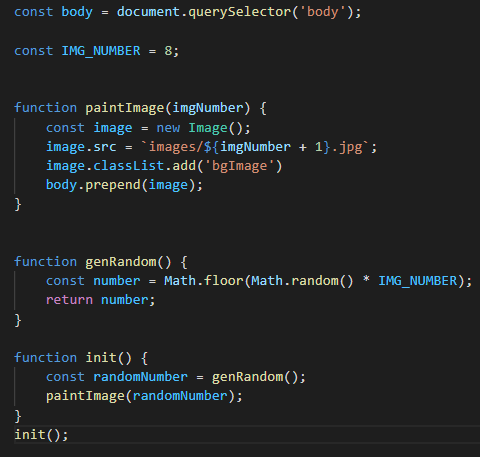 const body = document.querySelector('body');
const IMG_NUMBER = 8;
function paintImage(imgNumber) {
const image = new Image();
image.src = `images/${imgNumber + 1}.jpg`;
image.classList.add('bgImage')
body.prepend(image);
}
function genRandom() {
const number = Math.floor(Math.random() * IMG_NUMBER);
return number;
}
function init() {
const randomNumber = genRandom();
paintImage(randomNumber);
}
init();